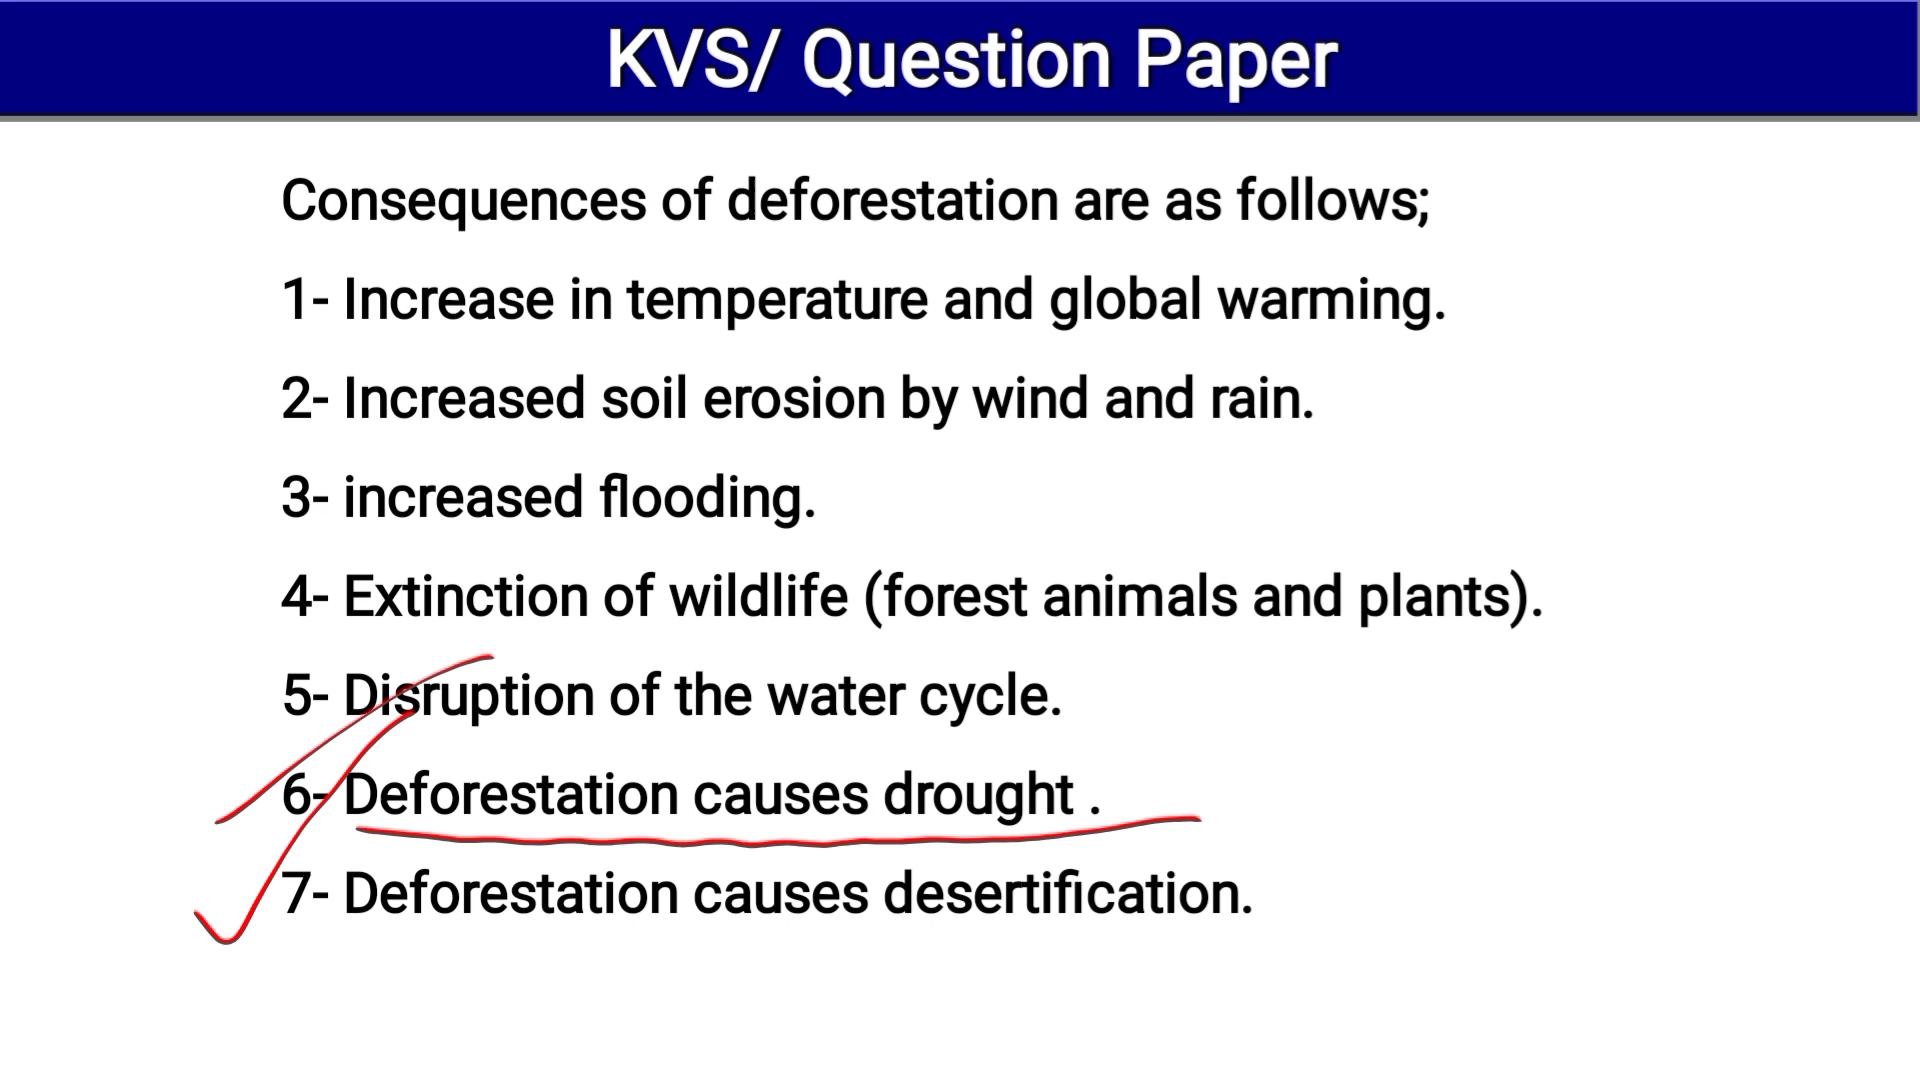 KVS/ Question Paper
Consequences of deforestation are as follows;
1- Increase in temperature and global warming.
2- Increased soil erosion by wind and rain.
3- increased flooding.
4- Extinction of wildlife (forest animals and plants).
5- Disruption of the water cycle.
6- Deforestation causes drought .
7- Deforestation causes desertification.